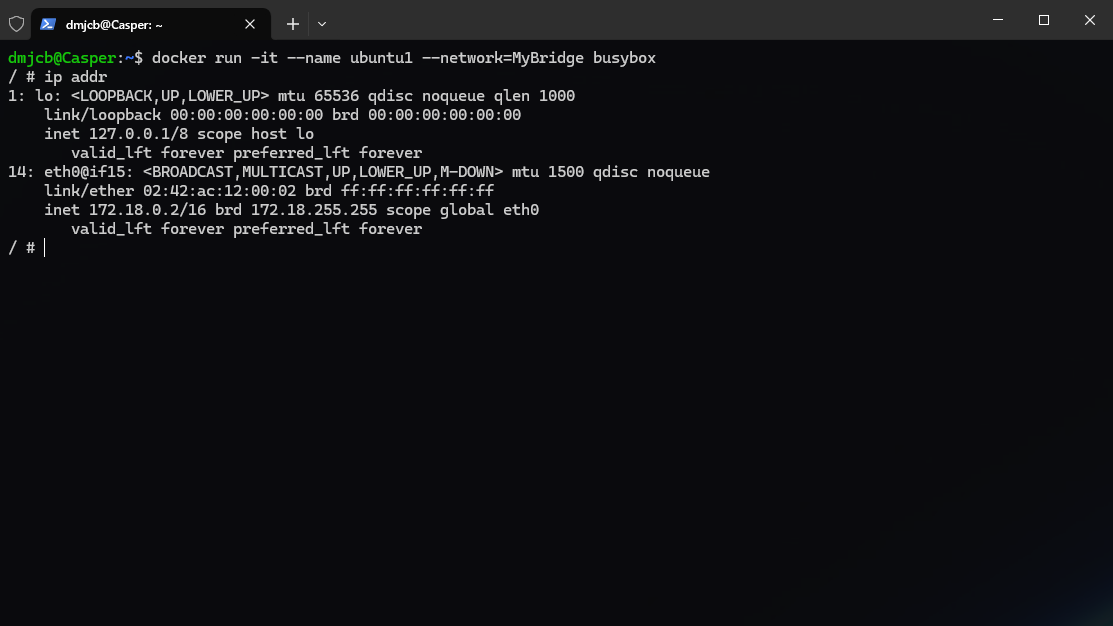 dmjcb@Casper: ~
dmjcb@Casper:~$ docker run -it --name ubuntu1 --network=MyBridge busybox
/ # ip addr
1: lo: <LOOPBACK,UP,LOWER_UP> mtu 65536 qdisc noqueue qlen 1000
    link/loopback 00:00:00:00:00:00 brd 00:00:00:00:00:00
    inet 127.0.0.1/8 scope host lo
       valid_lft forever preferred_lft forever
14: eth0@if15: <BROADCAST,MULTICAST,UP,LOWER_UP,M-DOWN> mtu 1500 qdisc noqueue
    link/ether 02:42:ac:12:00:02 brd ff:ff:ff:ff:ff:ff
    inet 172.18.0.2/16 brd 172.18.255.255 scope global eth0
       valid_lft forever preferred_lft forever
/ #